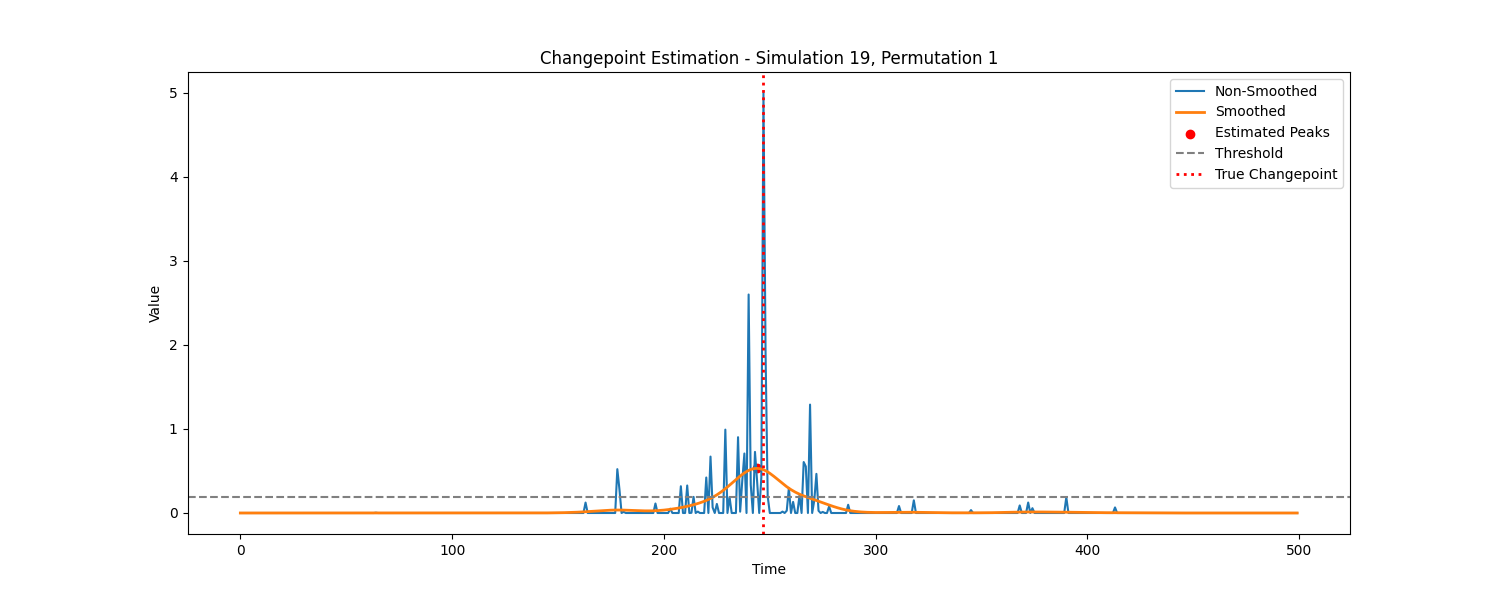 Changepoint Estimation - Simulation 19, Permutation 1
Non-Smoothed
Smoothed
Estimated Peaks
Threshold
True Changepoint
Value
5
4
3
2
1
0
0 100 200 300 400 500
Time